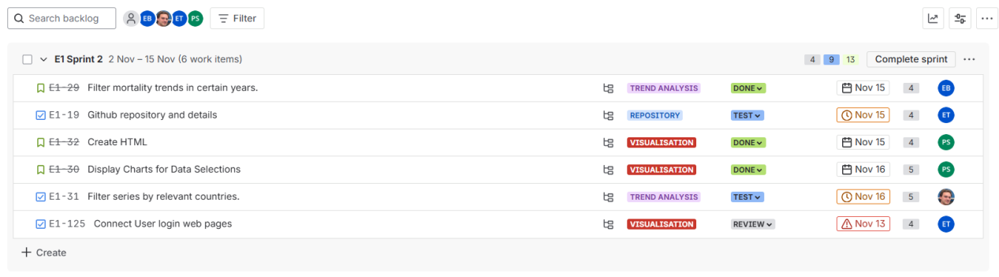 Search backlog EB ET PS Filter
E1 Sprint 2 2 Nov – 15 Nov (6 work items) 4 9 13 Complete sprint
E1-29 Filter mortality trends in certain years. TREND ANALYSIS DONE Nov 15 4 EB
E1-19 Github repository and details REPOSITORY TEST Nov 15 4 ET
E1-32 Create HTML VISUALISATION DONE Nov 15 4 PS
E1-30 Display Charts for Data Selections VISUALISATION DONE Nov 16 5 PS
E1-31 Filter series by relevant countries. TREND ANALYSIS TEST Nov 16 5
E1-125 Connect User login web pages VISUALISATION REVIEW Nov 13 4 ET
Create